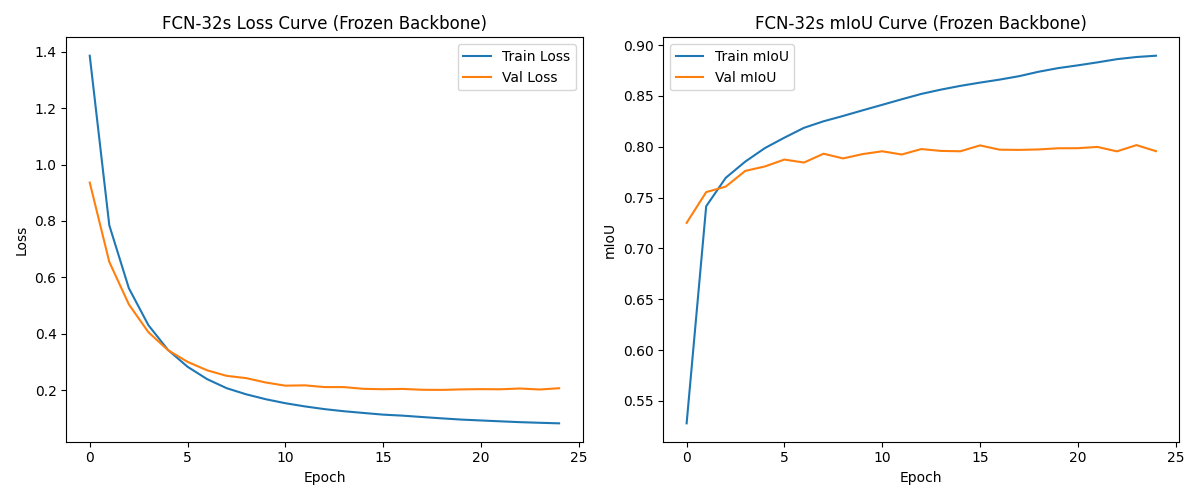 FCN-32s Loss Curve (Frozen Backbone)
1.4
1.2
1.0
0.8
0.6
0.4
0.2
Loss
Train Loss
Val Loss
0 5 10 15 20 25
Epoch
FCN-32s mIoU Curve (Frozen Backbone)
0.90
0.85
0.80
0.75
0.70
0.65
0.60
0.55
mIoU
Train mIoU
Val mIoU
0 5 10 15 20 25
Epoch